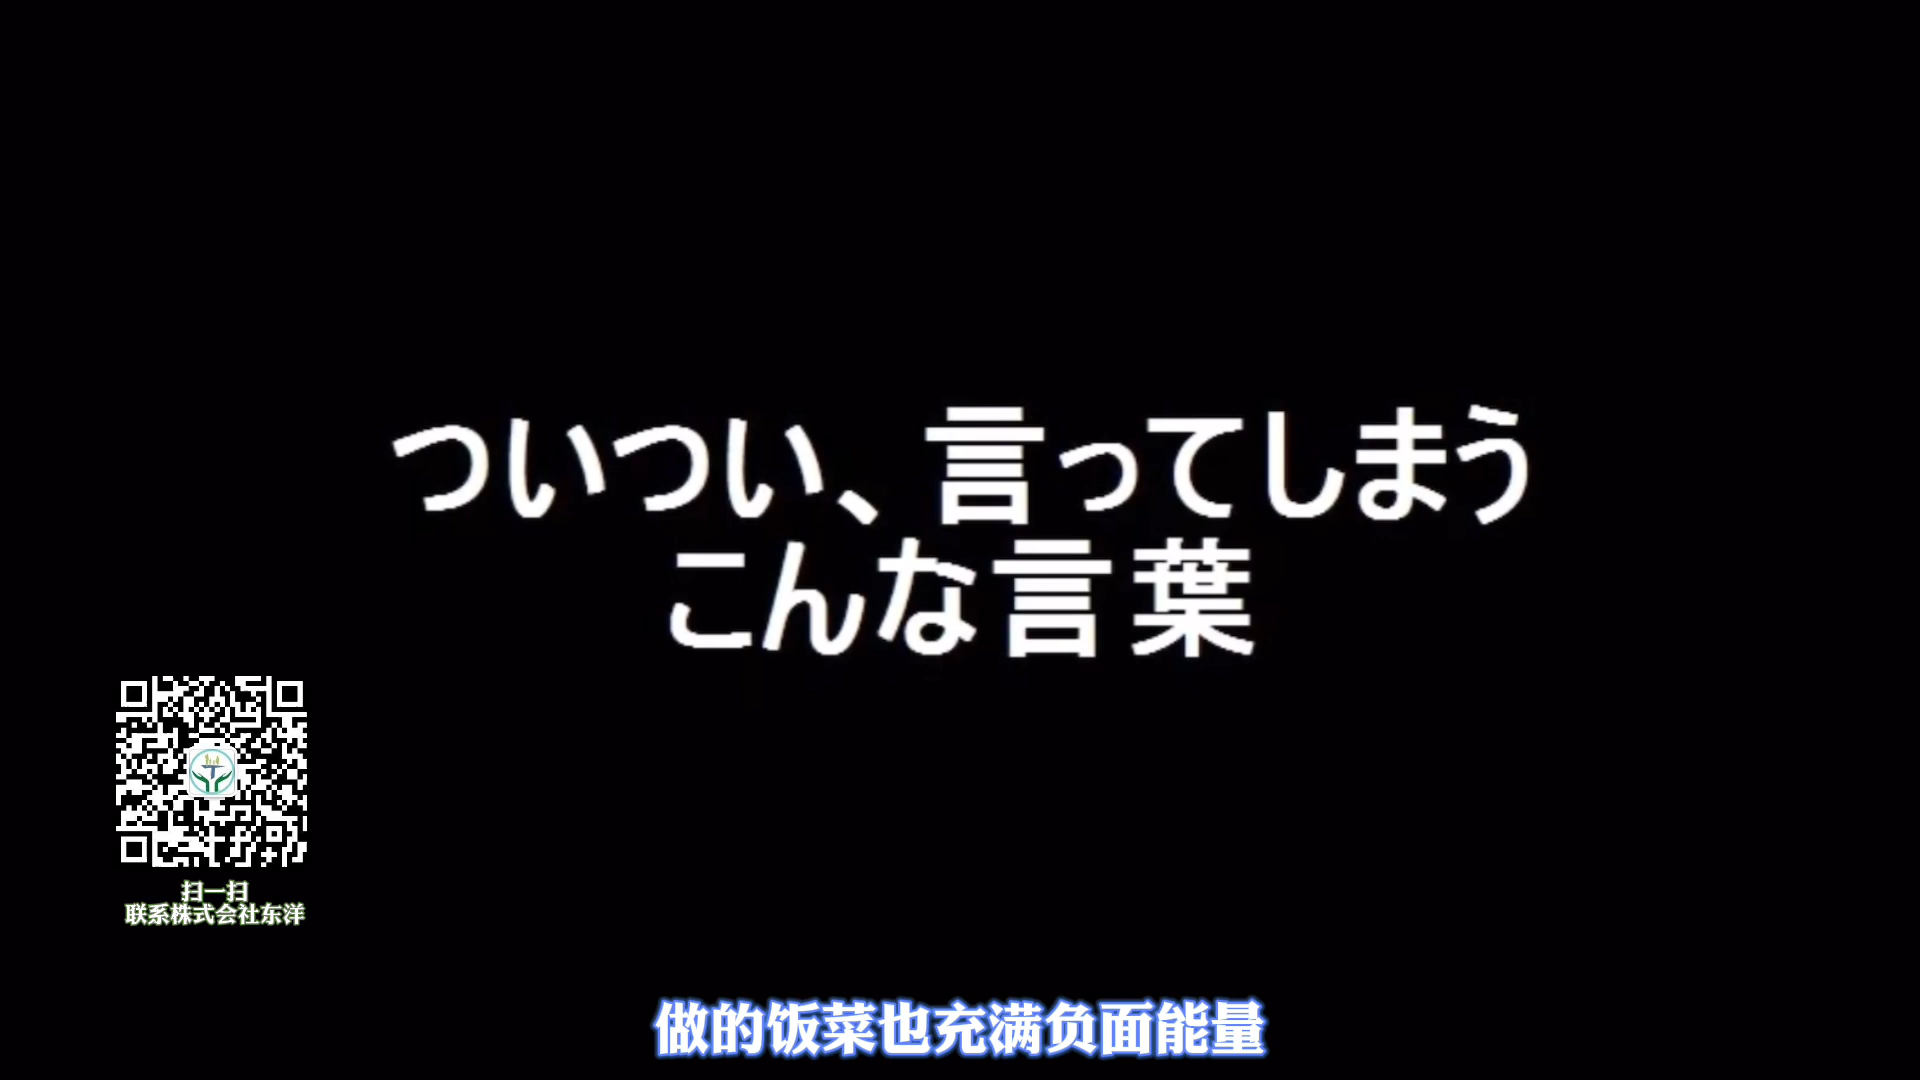 ついつい、言ってしまう
こんな言葉
扫一扫
联系株式会社东洋
做的饭菜也充满负面能量